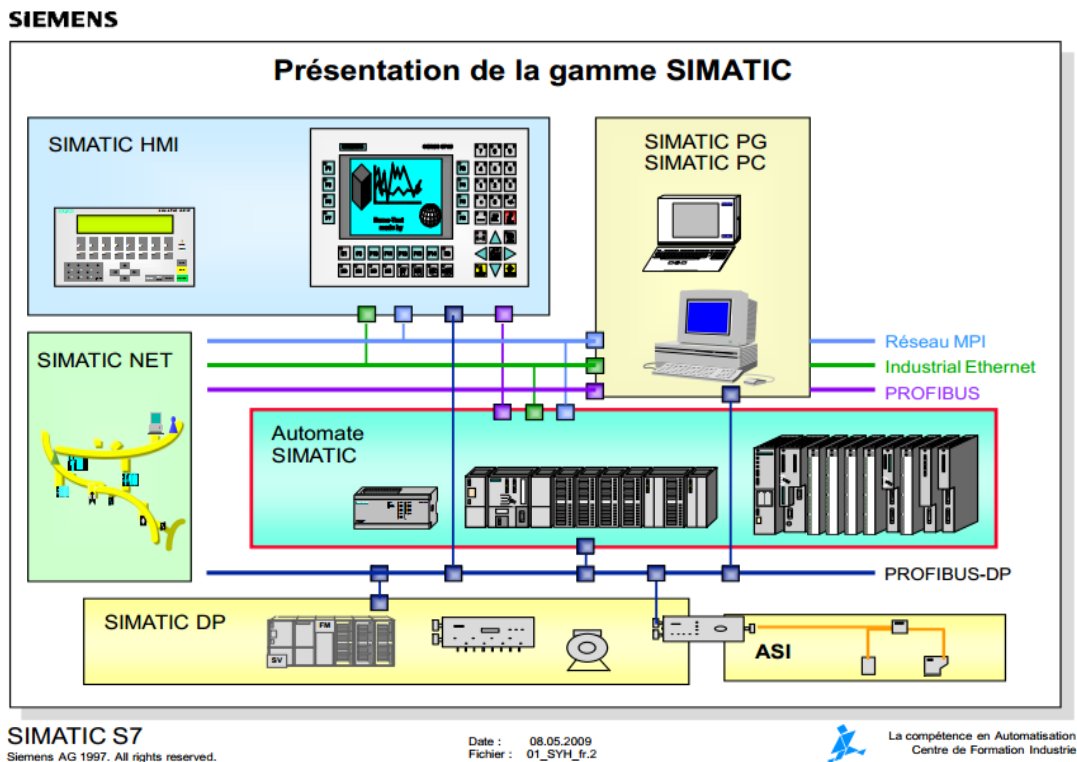 SIEMENS
Présentation de la gamme SIMATIC
SIMATIC HMI
SIMATIC PG
SIMATIC PC
SIMATIC NET
Réseau MPI
Industrial Ethernet
PROFIBUS
Automate
SIMATIC
PROFIBUS-DP
SIMATIC DP
FM
SV
ASI
SIMATIC S7
Siemens AG 1997. All rights reserved.
Date : 08.05.2009
Fichier : 01_SYH_fr.2
La compétence en Automatisation
Centre de Formation Industrie